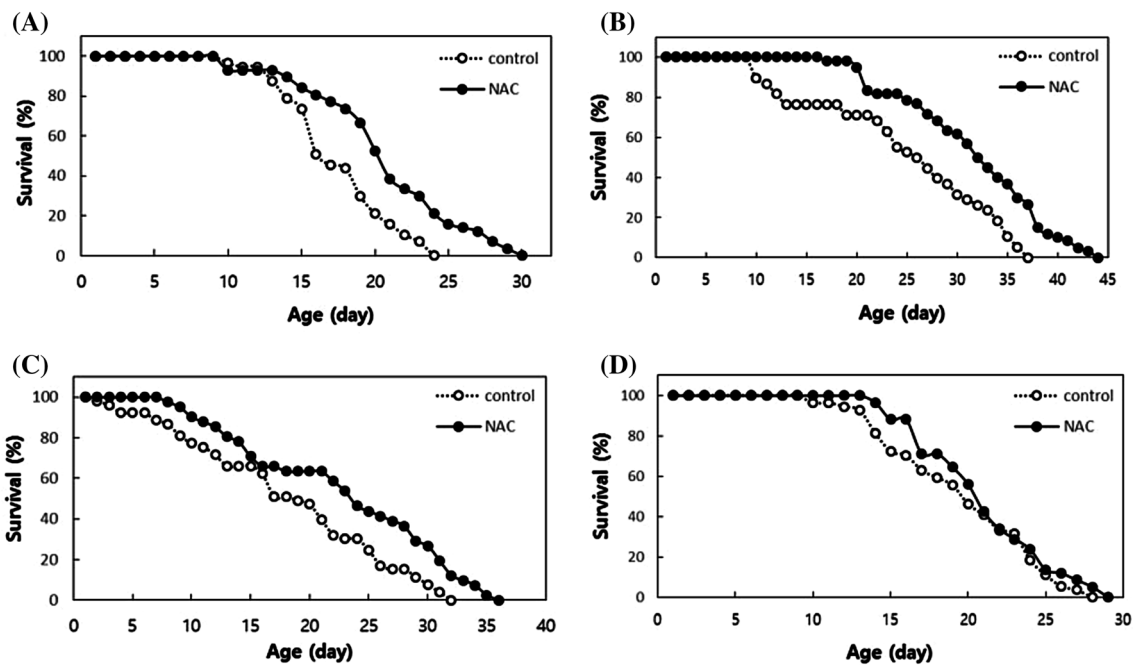 (A)
Survival (%)
100
80
60
40
20
0
control
NAC
0 5 10 15 20 25 30
Age (day)
(B)
Survival (%)
100
80
60
40
20
0
control
NAC
0 5 10 15 20 25 30 35 40 45
Age (day)
(C)
Survival (%)
100
80
60
40
20
0
control
NAC
0 5 10 15 20 25 30 35 40
Age (day)
(D)
Survival (%)
100
80
60
40
20
0
control
NAC
0 5 10 15 20 25 30
Age (day)